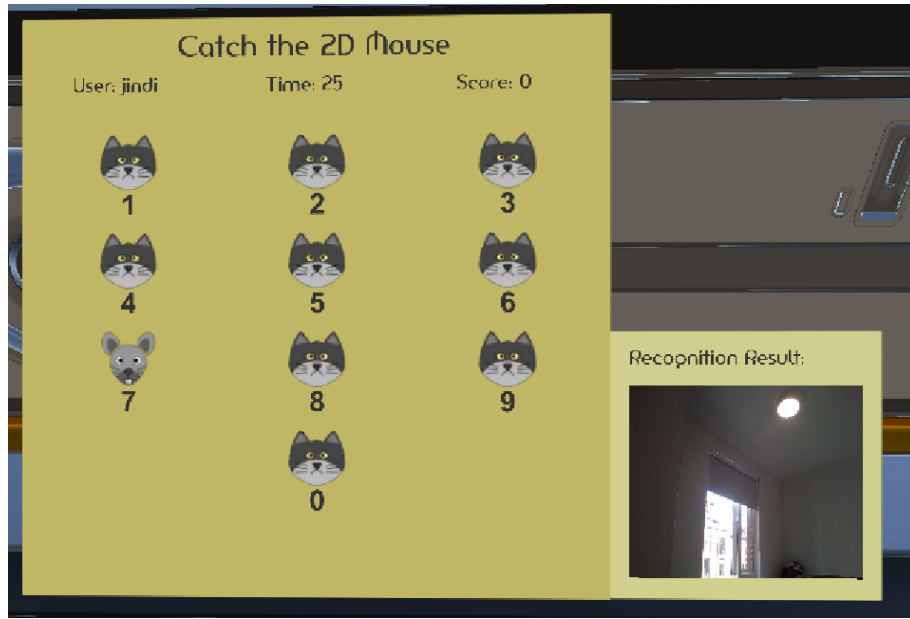 Catch the 2D Mouse
User: jindi Time: 25 Score: 0
1 2 3
4 5 6
7 8 9
0
Recognition Result: